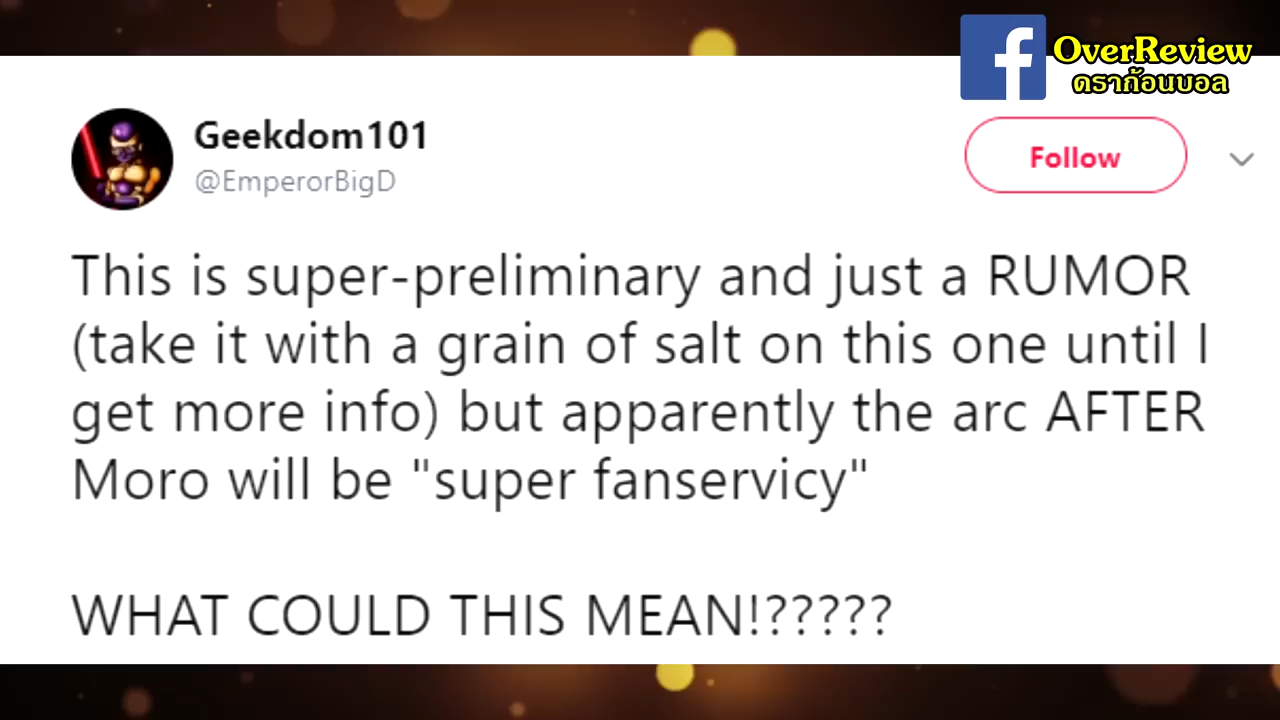 OverReview
ดราก้อนบอล
Geekdom101
@EmperorBigD
Follow
This is super-preliminary and just a RUMOR
(take it with a grain of salt on this one until I
get more info) but apparently the arc AFTER
Moro will be "super fanservicy"
WHAT COULD THIS MEAN!?????